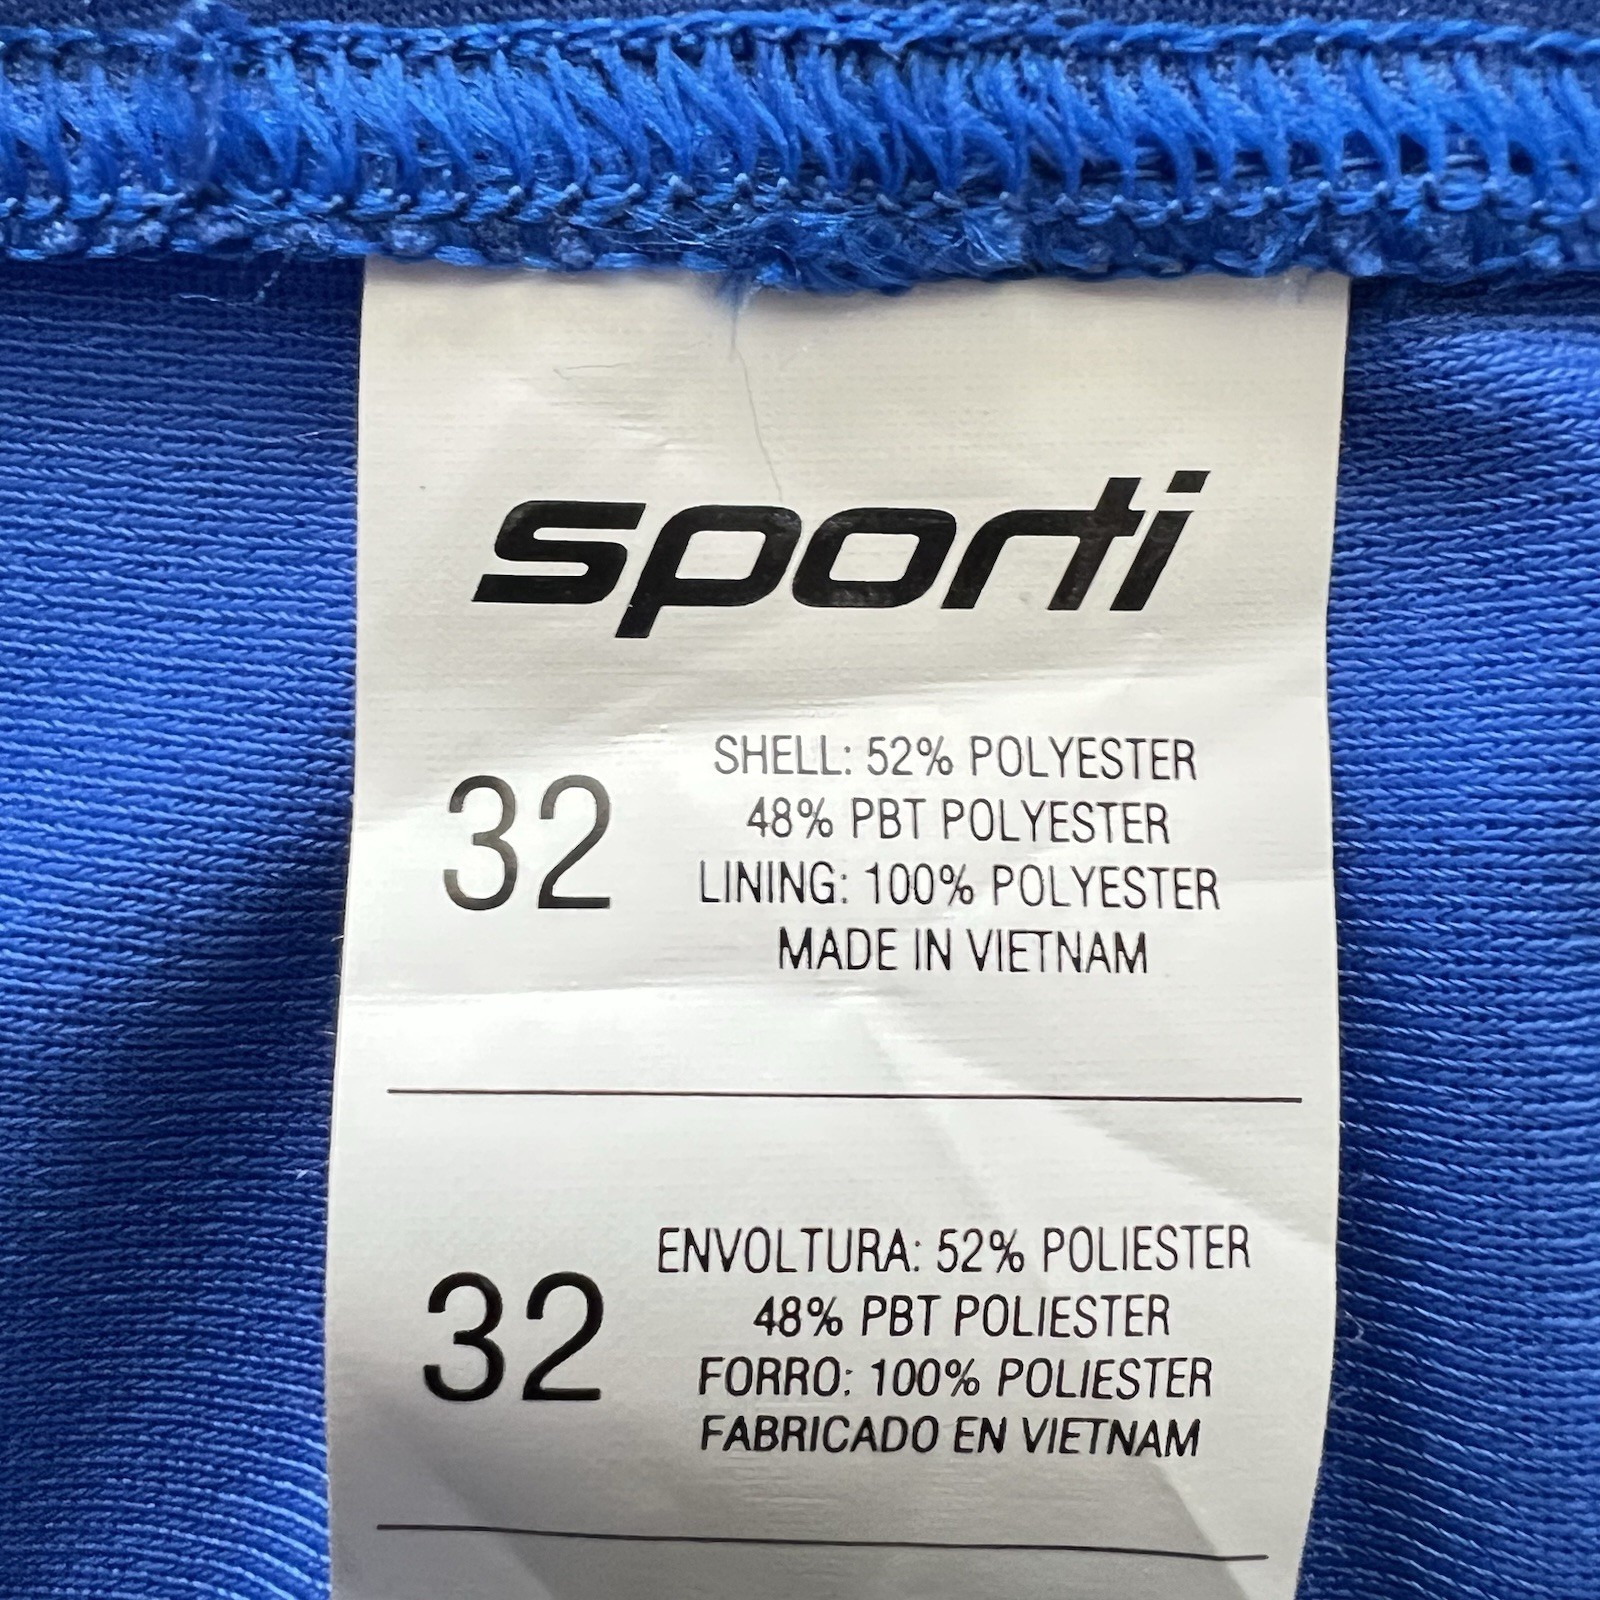 sporti
32
SHELL: 52% POLYESTER
48% PBT POLYESTER
LINING: 100% POLYESTER
MADE IN VIETNAM
32
ENVOLTURA: 52% POLIESTER
48% PBT POLIESTER
FORRO: 100% POLIESTER
FABRICADO EN VIETNAM